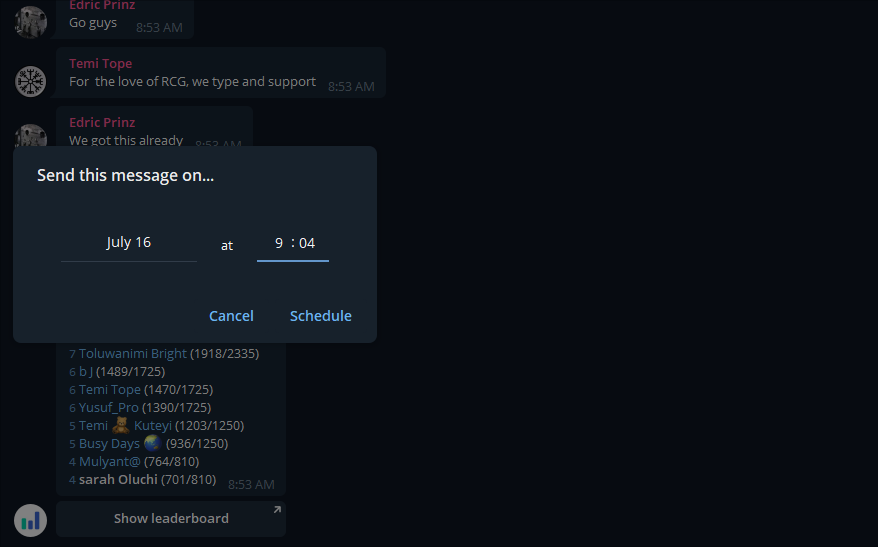 Edric Prinz
Go guys 8:53 AM
Temi Tope
For the love of RCG, we type and support 8:53 AM
Edric Prinz
We got this already 8:53 AM
Send this message on...
July 16 at 9 : 04
Cancel Schedule
7 Toluwanimi Bright (1918/2335)
6 b J (1489/1725)
6 Temi Tope (1470/1725)
6 Yusuf_Pro (1390/1725)
5 Temi 🧸 Kuteyi (1203/1250)
5 Busy Days 🌏 (936/1250)
4 Mulyant@ (764/810)
4 sarah Oluchi (701/810) 8:53 AM
Show leaderboard